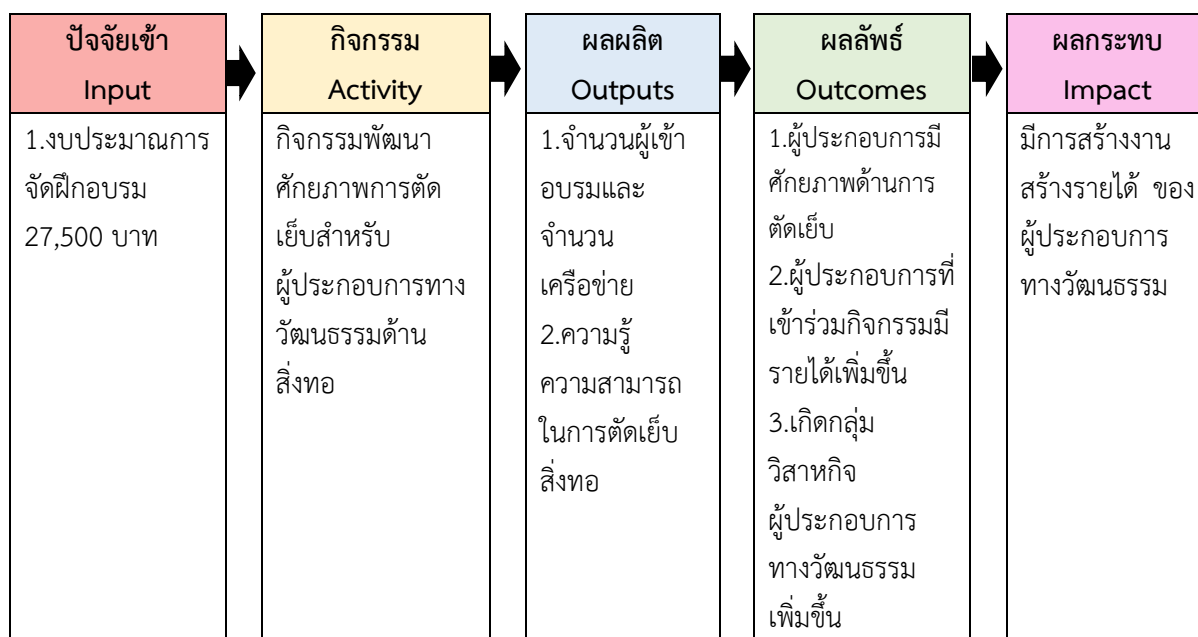 ปัจจัยเข้า
Input
1.งบประมาณการ
จัดฝึกอบรม
27,500 บาท
กิจกรรม
Activity
กิจกรรมพัฒนา
ศักยภาพการตัด
เย็บสำหรับ
ผู้ประกอบการทาง
วัฒนธรรมด้าน
สิ่งทอ
ผลผลิต
Outputs
1.จำนวนผู้เข้า
อบรมและ
จำนวน
เครือข่าย
2.ความรู้
ความสามารถ
ในการตัดเย็บ
สิ่งทอ
ผลลัพธ์
Outcomes
1.ผู้ประกอบการมี
ศักยภาพด้านการ
ตัดเย็บ
2.ผู้ประกอบการที่
เข้าร่วมกิจกรรมมี
รายได้เพิ่มขึ้น
3.เกิดกลุ่ม
วิสาหกิจ
ผู้ประกอบการ
ทางวัฒนธรรม
เพิ่มขึ้น
ผลกระทบ
Impact
มีการสร้างงาน
สร้างรายได้ ของ
ผู้ประกอบการ
ทางวัฒนธรรม